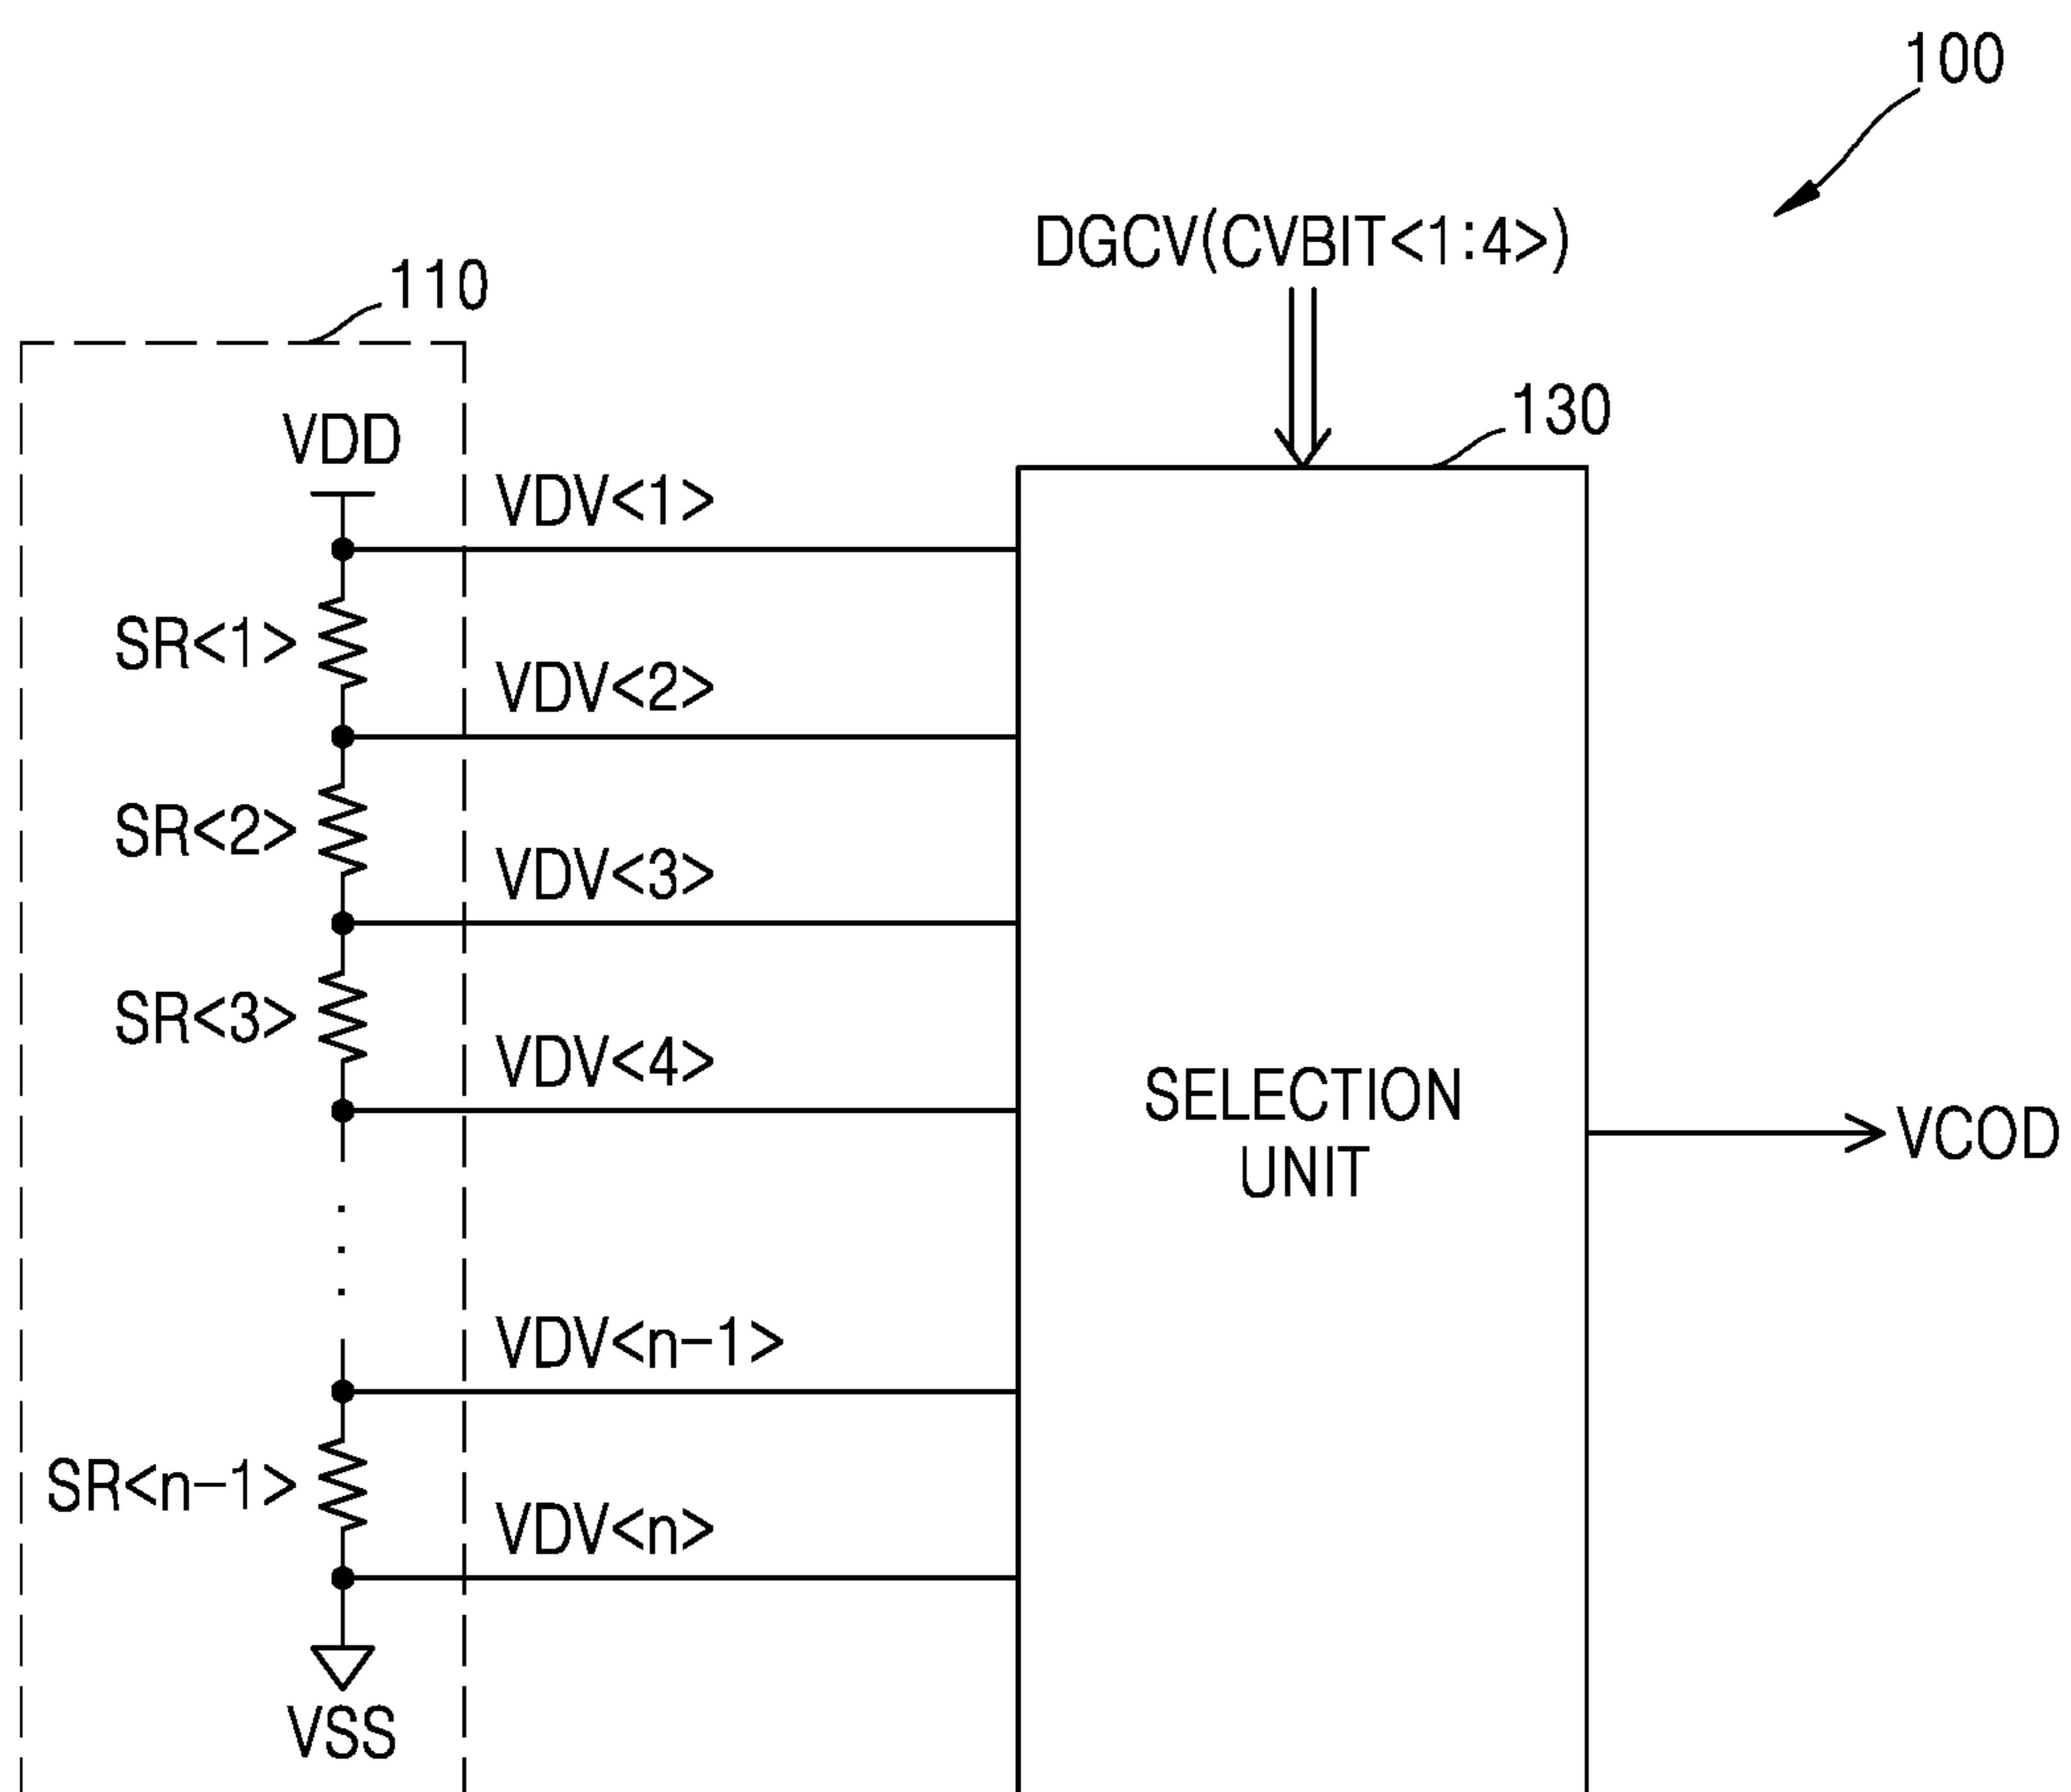 100
DGCV(CVBIT<1:4>)
110
130
VDD
VDV<1>
SR<1>
VDV<2>
SR<2>
VDV<3>
SR<3>
VDV<4>
SELECTION
UNIT
VCOD
VDV<n-1>
SR<n-1>
VDV<n>
VSS